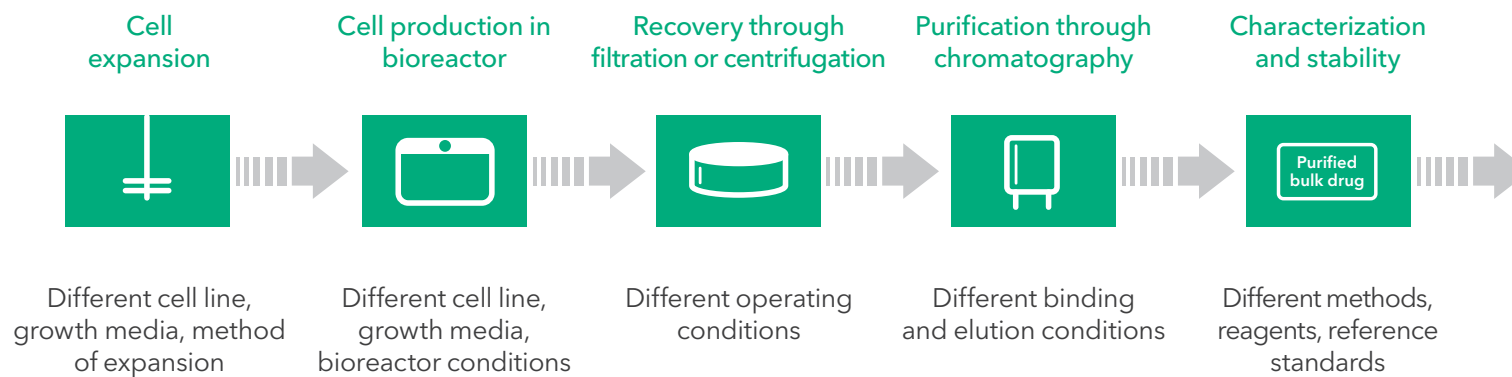 Cell
expansion
Cell production in
bioreactor
Recovery through
filtration or centrifugation
Purification through
chromatography
Characterization
and stability
Purified
bulk drug
Different cell line,
growth media, method
of expansion
Different cell line,
growth media,
bioreactor conditions
Different operating
conditions
Different binding
and elution conditions
Different methods,
reagents, reference
standards